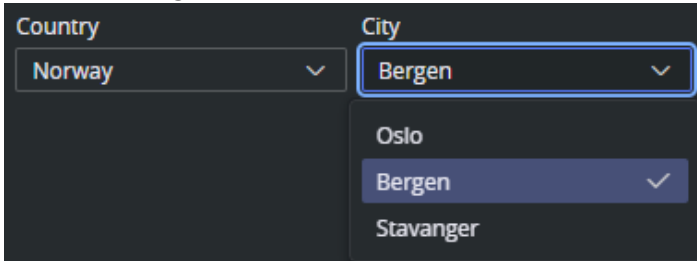 Country City
Norway Bergen
Oslo
Bergen
Stavanger